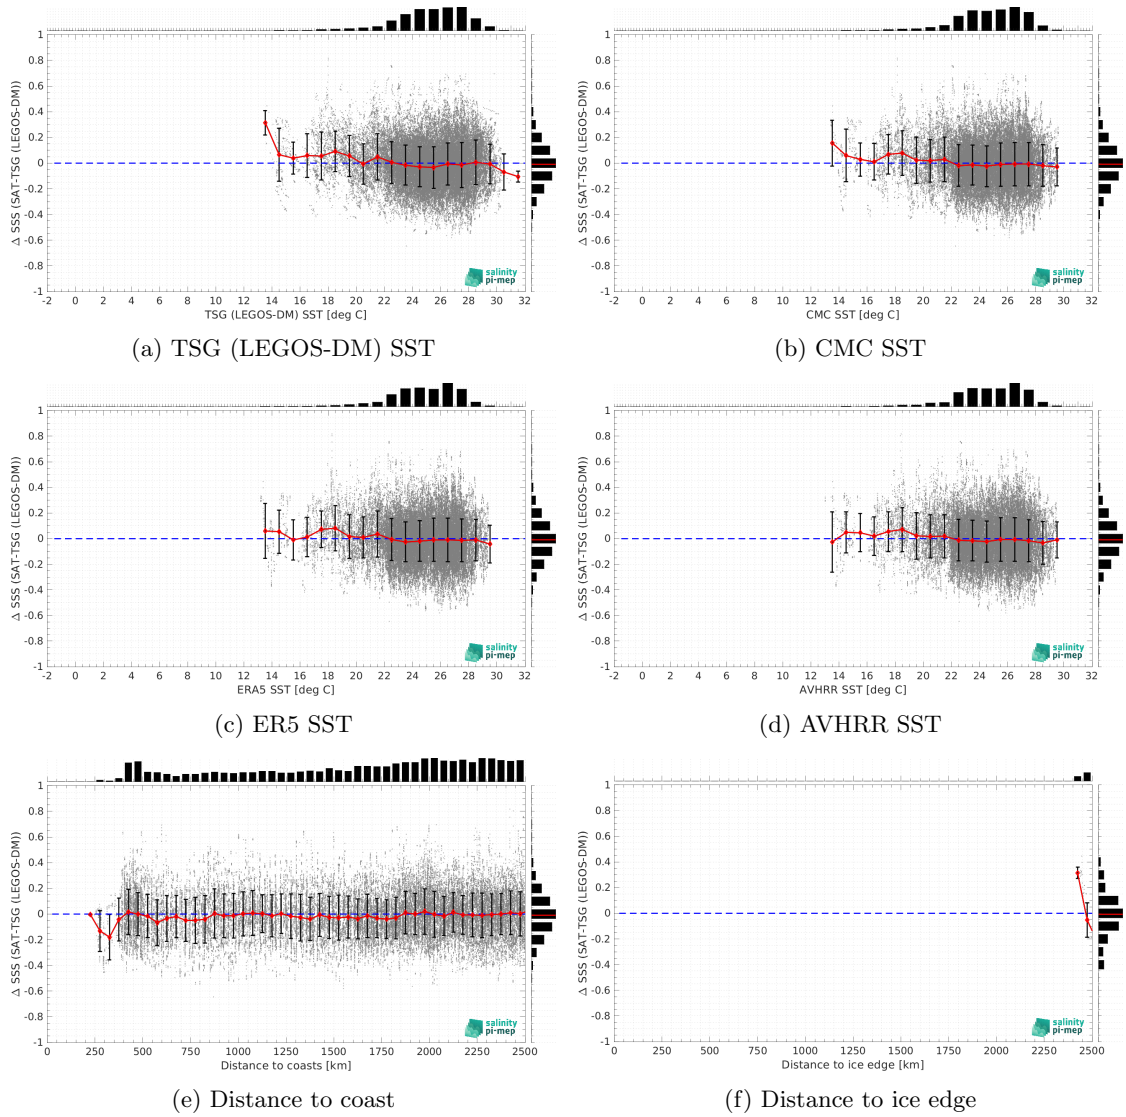 1
0.8
0.6
0.4
0.2
0
-0.2
-0.4
-0.6
-0.8
-1
Δ SSS (SAT-TSG (LEGOS-DM))
-2 0 2 4 6 8 10 12 14 16 18 20 22 24 26 28 30 32
TSG (LEGOS-DM) SST [deg C]
salinity
pi-mep
(a) TSG (LEGOS-DM) SST
1
0.8
0.6
0.4
0.2
0
-0.2
-0.4
-0.6
-0.8
-1
Δ SSS (SAT-TSG (LEGOS-DM))
-2 0 2 4 6 8 10 12 14 16 18 20 22 24 26 28 30 32
CMC SST [deg C]
salinity
pi-mep
(b) CMC SST
1
0.8
0.6
0.4
0.2
0
-0.2
-0.4
-0.6
-0.8
-1
Δ SSS (SAT-TSG (LEGOS-DM))
-2 0 2 4 6 8 10 12 14 16 18 20 22 24 26 28 30 32
ERA5 SST [deg C]
salinity
pi-mep
(c) ER5 SST
1
0.8
0.6
0.4
0.2
0
-0.2
-0.4
-0.6
-0.8
-1
Δ SSS (SAT-TSG (LEGOS-DM))
-2 0 2 4 6 8 10 12 14 16 18 20 22 24 26 28 30 32
AVHRR SST [deg C]
salinity
pi-mep
(d) AVHRR SST
1
0.8
0.6
0.4
0.2
0
-0.2
-0.4
-0.6
-0.8
-1
Δ SSS (SAT-TSG (LEGOS-DM))
0 250 500 750 1000 1250 1500 1750 2000 2250 2500
Distance to coasts [km]
salinity
pi-mep
(e) Distance to coast
1
0.8
0.6
0.4
0.2
0
-0.2
-0.4
-0.6
-0.8
-1
Δ SSS (SAT-TSG (LEGOS-DM))
0 250 500 750 1000 1250 1500 1750 2000 2250 2500
Distance to ice edge [km]
salinity
pi-mep
(f) Distance to ice edge